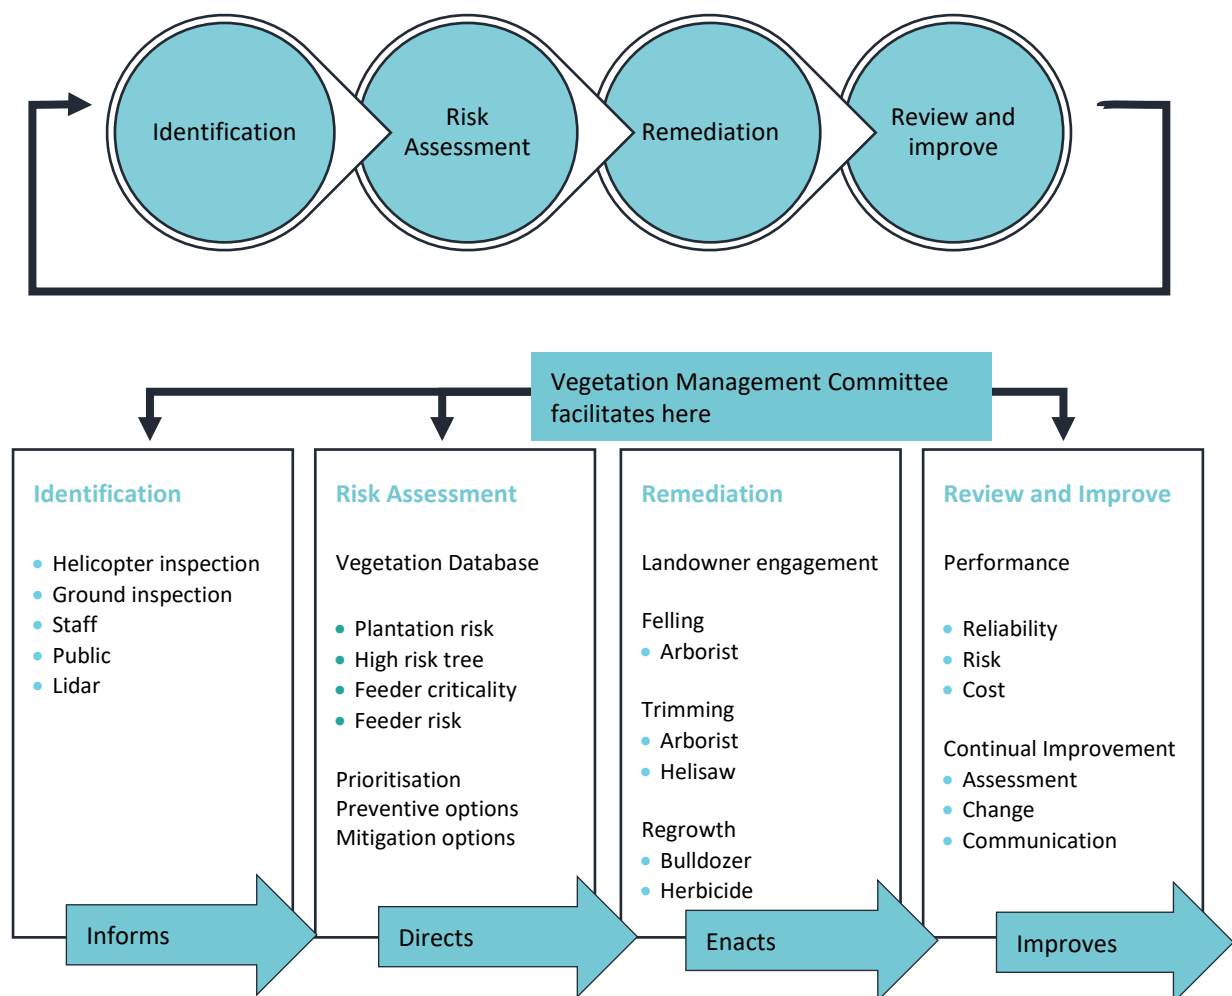 Identification
Risk
Assessment
Remediation
Review and
improve
Vegetation Management Committee
facilitates here
Identification
Helicopter inspection
Ground inspection
Staff
Public
Lidar
Informs
Risk Assessment
Vegetation Database
Plantation risk
High risk tree
Feeder criticality
Feeder risk
Prioritisation
Preventive options
Mitigation options
Directs
Remediation
Landowner engagement
Felling
Arborist
Trimming
Arborist
Helisaw
Regrowth
Bulldozer
Herbicide
Enacts
Review and Improve
Performance
Reliability
Risk
Cost
Continual Improvement
Assessment
Change
Communication
Improves